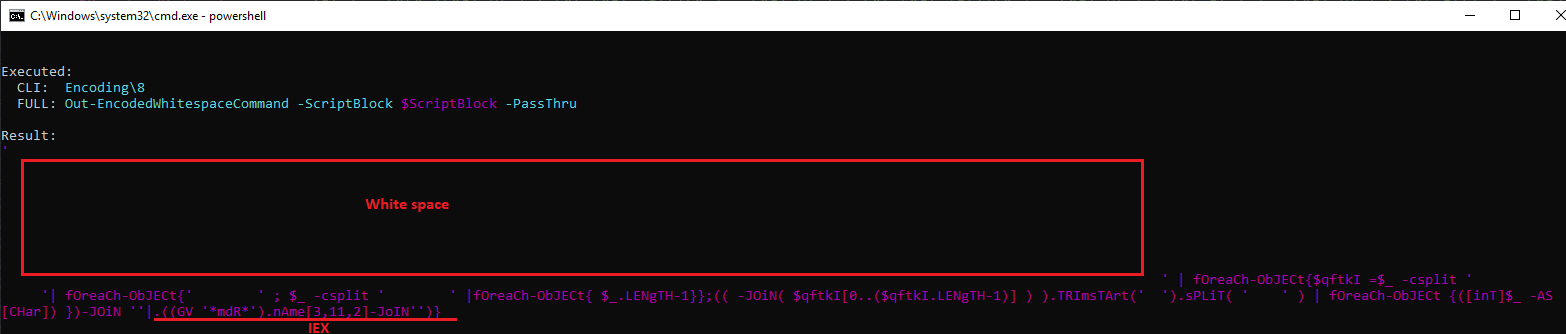 C:\Windows\system32\cmd.exe - powershell
Executed:
CLI: Encoding\8
FULL: Out-EncodedWhitespaceCommand -ScriptBlock $ScriptBlock -PassThru
Result:
'
White space
' | fOreaCh-ObJECt{$qftkI =$_ -csplit '
'| fOreaCh-ObJECt{'        ' ; $_ -csplit '        ' |fOreaCh-ObJECt{ $_.LENgTH-1}};(( -JOiN( $qftkI[0..($qftkI.LENgTH-1)] ) ).TRImsTArt('  ').sPLiT( '    ' ) | fOreaCh-ObJECt {([inT]$_ -AS
[CHar]) })-JOiN ''|.((GV '*mdR*').nAme[3,11,2]-JoIN'')}
IEX